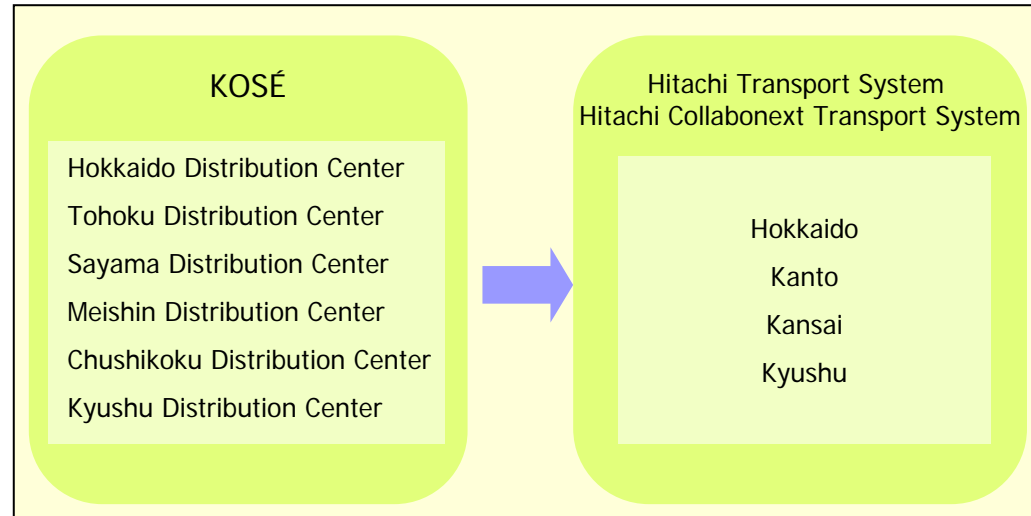 KOSÉ
Hokkaido Distribution Center
Tohoku Distribution Center
Sayama Distribution Center
Meishin Distribution Center
Chushikoku Distribution Center
Kyushu Distribution Center
Hitachi Transport System
Hitachi Collabonext Transport System
Hokkaido
Kanto
Kansai
Kyushu